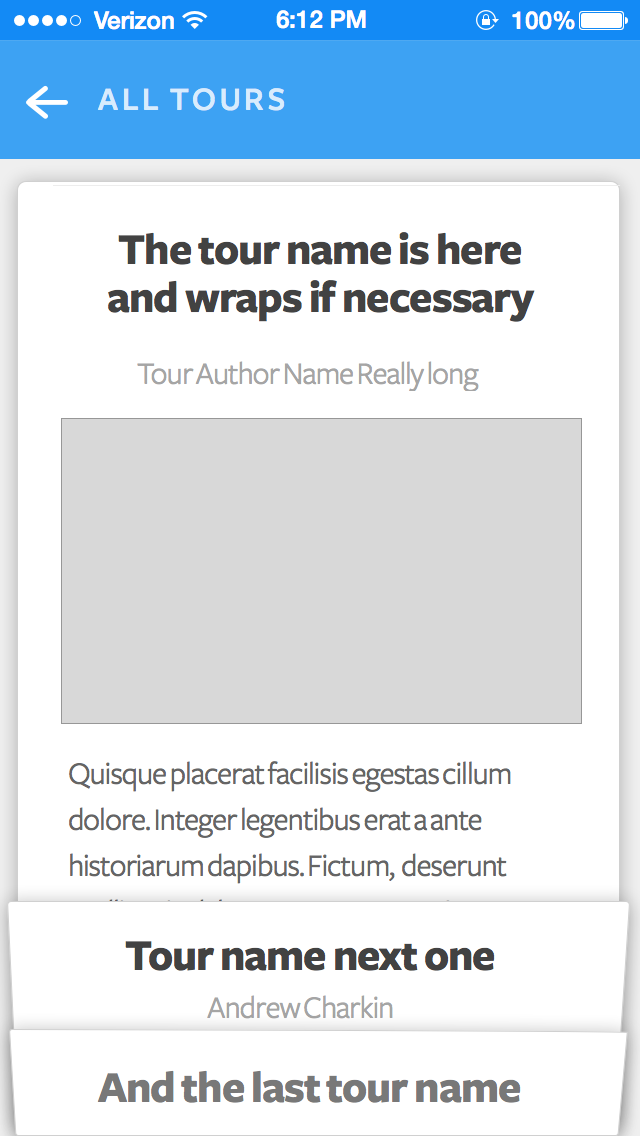 Verizon 6:12 PM 100%
ALL TOURS
The tour name is here
and wraps if necessary
Tour Author Name Really long
Quisque placerat facilisis egestas cillum
dolore. Integer legentibus erat a ante
historiarum dapibus. Fictum, deserunt
Tour name next one
Andrew Charkin
And the last tour name